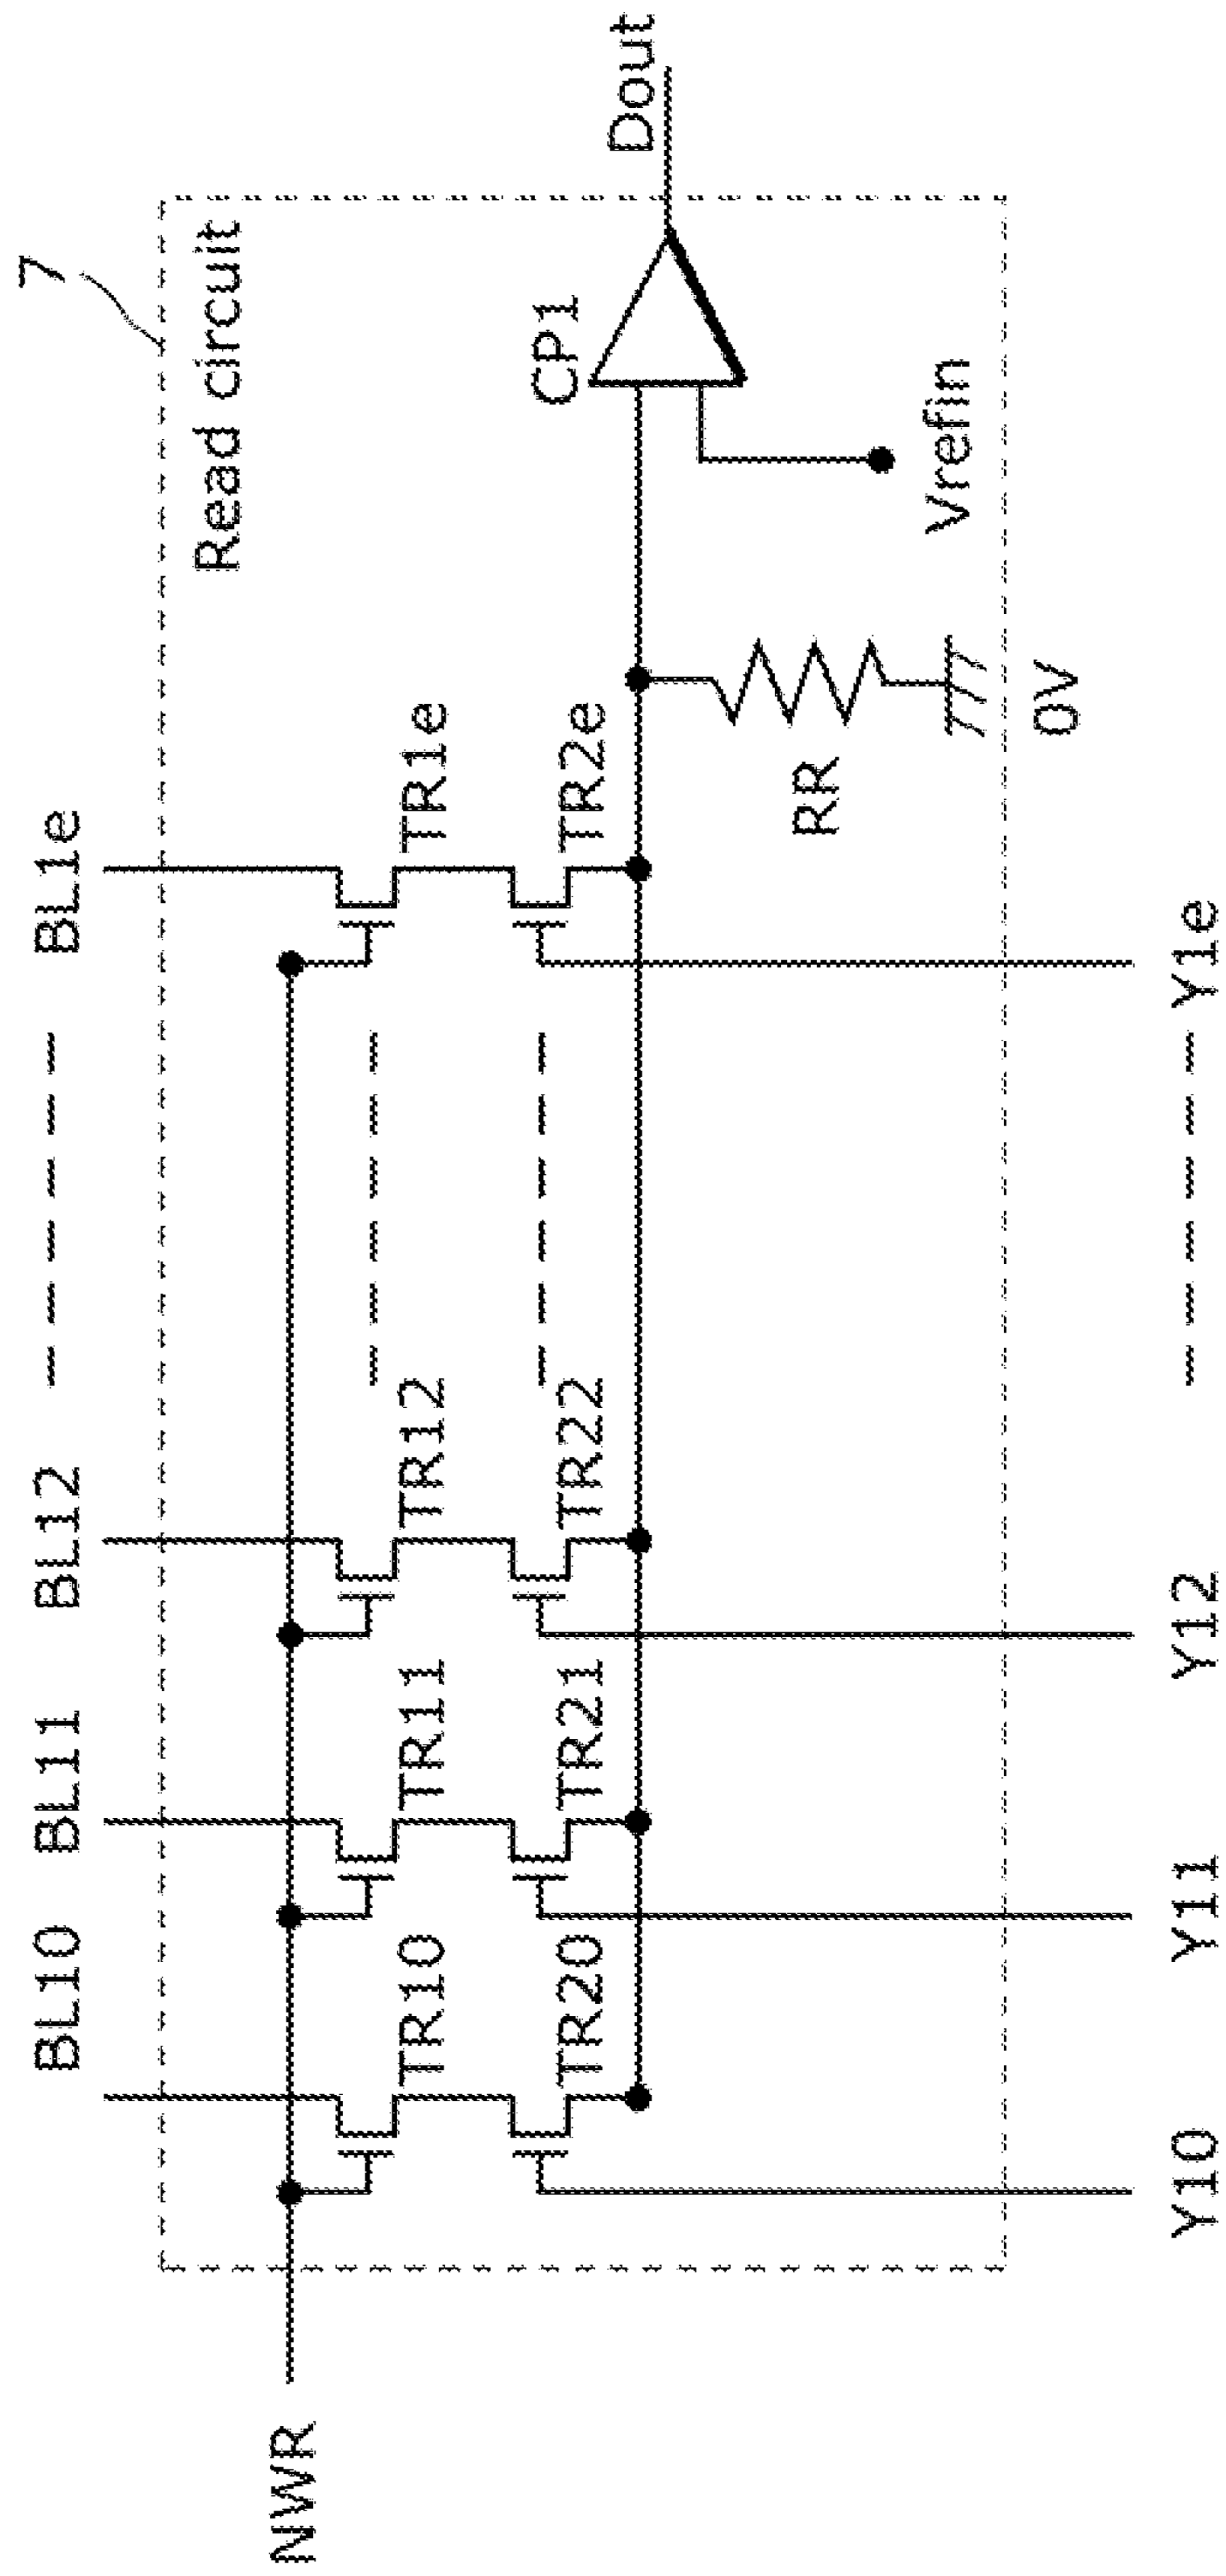 7
BL10 BL11 BL12 BL1e
Read circuit
NWR
TR10 TR11 TR12 TR1e
CP1
TR20 TR21 TR22 TR2e
Dout
RR
Vrefin
0V
Y10 Y11 Y12 Y1e